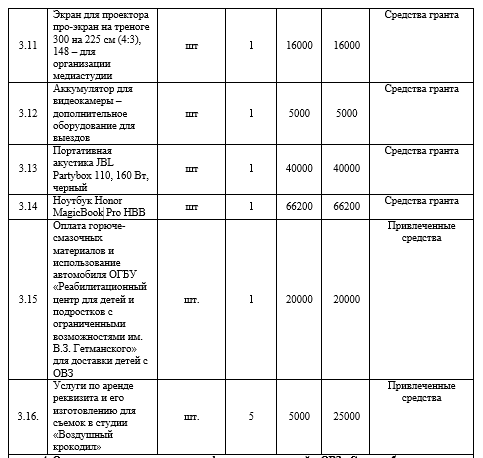 3.11
Экран для проектора
про-экран на треноге
300 на 225 см (4:3),
148 – для
организации
медиастудии
шт
1
16000
16000
Средства гранта
3.12
Аккумулятор для
видеокамеры –
дополнительное
оборудование для
выездов
шт
1
5000
5000
Средства гранта
3.13
Портативная
акустика JBL
Partybox 110, 160 Вт,
черный
шт
1
40000
40000
Средства гранта
3.14
Ноутбук Honor
MagicBook Pro HBB
шт
1
66200
66200
Средства гранта
3.15
Оплата горюче-
смазочных
материалов и
использование
автомобиля ОГБУ
«Реабилитационный
центр для детей и
подростков с
ограниченными
возможностями им.
В.З. Гетманского»
для доставки детей с
ОВЗ
шт.
1
20000
20000
Привлеченные
средства
3.16.
Услуги по аренде
реквизита и его
изготовлению для
съемок в студии
«Воздушный
крокодил»
шт.
5
5000
25000
Привлеченные
средства